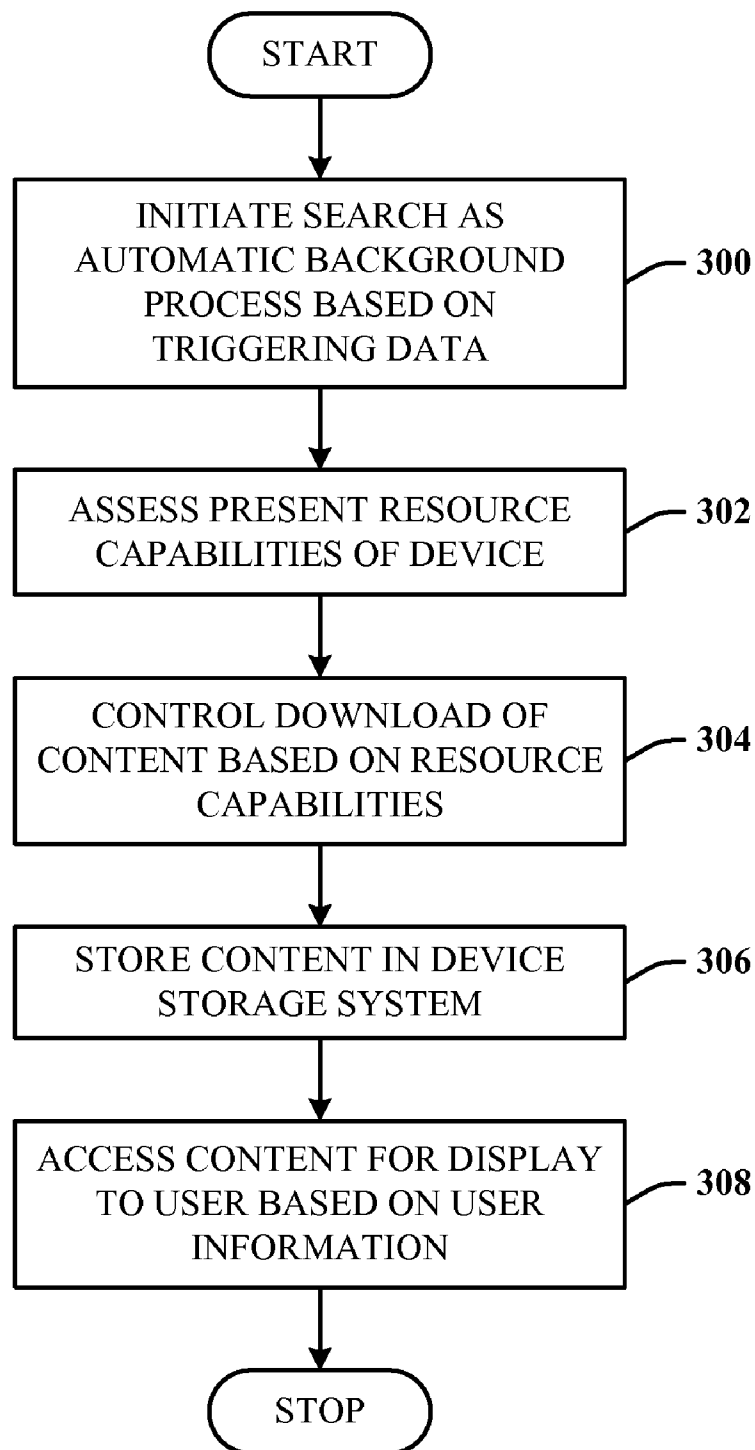 START
INITIATE SEARCH AS
AUTOMATIC BACKGROUND
PROCESS BASED ON
TRIGGERING DATA
300
ASSESS PRESENT RESOURCE
CAPABILITIES OF DEVICE
302
CONTROL DOWNLOAD OF
CONTENT BASED ON RESOURCE
CAPABILITIES
304
STORE CONTENT IN DEVICE
STORAGE SYSTEM
306
ACCESS CONTENT FOR DISPLAY
TO USER BASED ON USER
INFORMATION
308
STOP